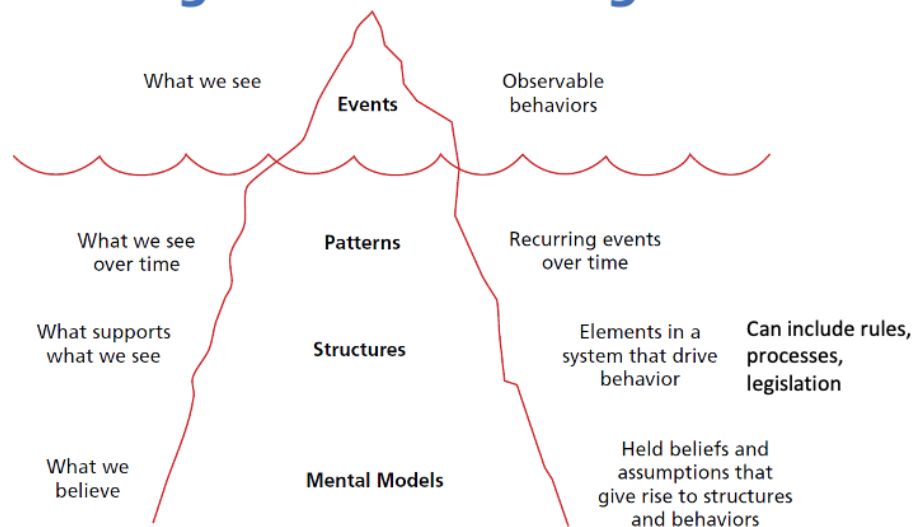 What we see
Events
Observable
behaviors
What we see
over time
Patterns
Recurring events
over time
What supports
what we see
Structures
Elements in a
system that drive
behavior
Can include rules,
processes,
legislation
What we
believe
Mental Models
Held beliefs and
assumptions that
give rise to structures
and behaviors